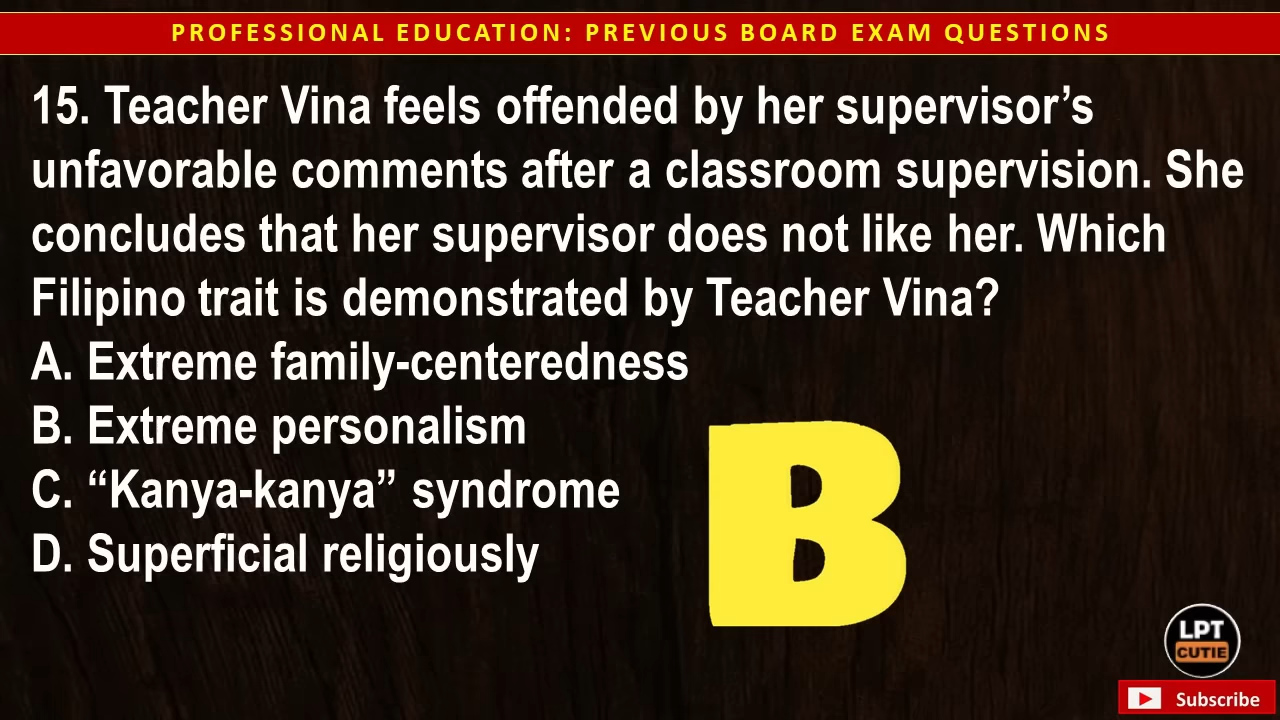 PROFESSIONAL EDUCATION: PREVIOUS BOARD EXAM QUESTIONS
15. Teacher Vina feels offended by her supervisor’s
unfavorable comments after a classroom supervision. She
concludes that her supervisor does not like her. Which
Filipino trait is demonstrated by Teacher Vina?
A. Extreme family-centeredness
B. Extreme personalism
C. “Kanya-kanya” syndrome
D. Superficial religiously
B
LPT
CUTIE
Subscribe